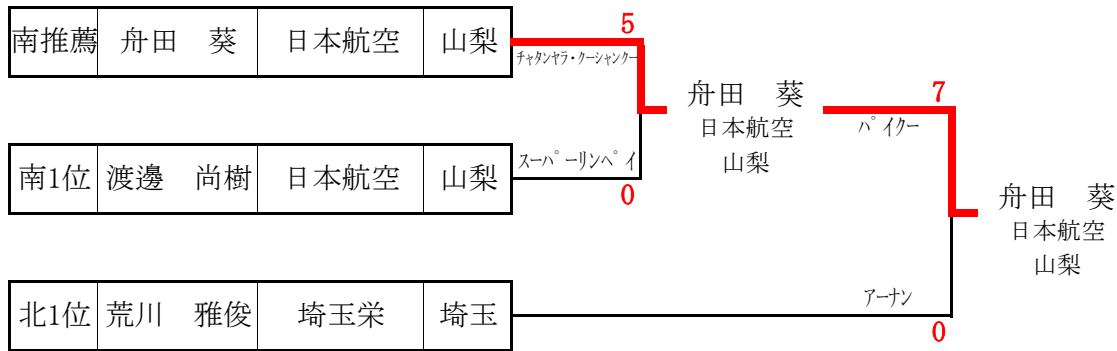 南推薦 舟田 葵 日本航空 山梨
5
チャタンヤラ・クーシャンクー
舟田 葵
日本航空
山梨
7
パイクー
南1位 渡邊 尚樹 日本航空 山梨
スーパーリンペイ
0
舟田 葵
日本航空
山梨
北1位 荒川 雅俊 埼玉栄 埼玉
アーナン
0